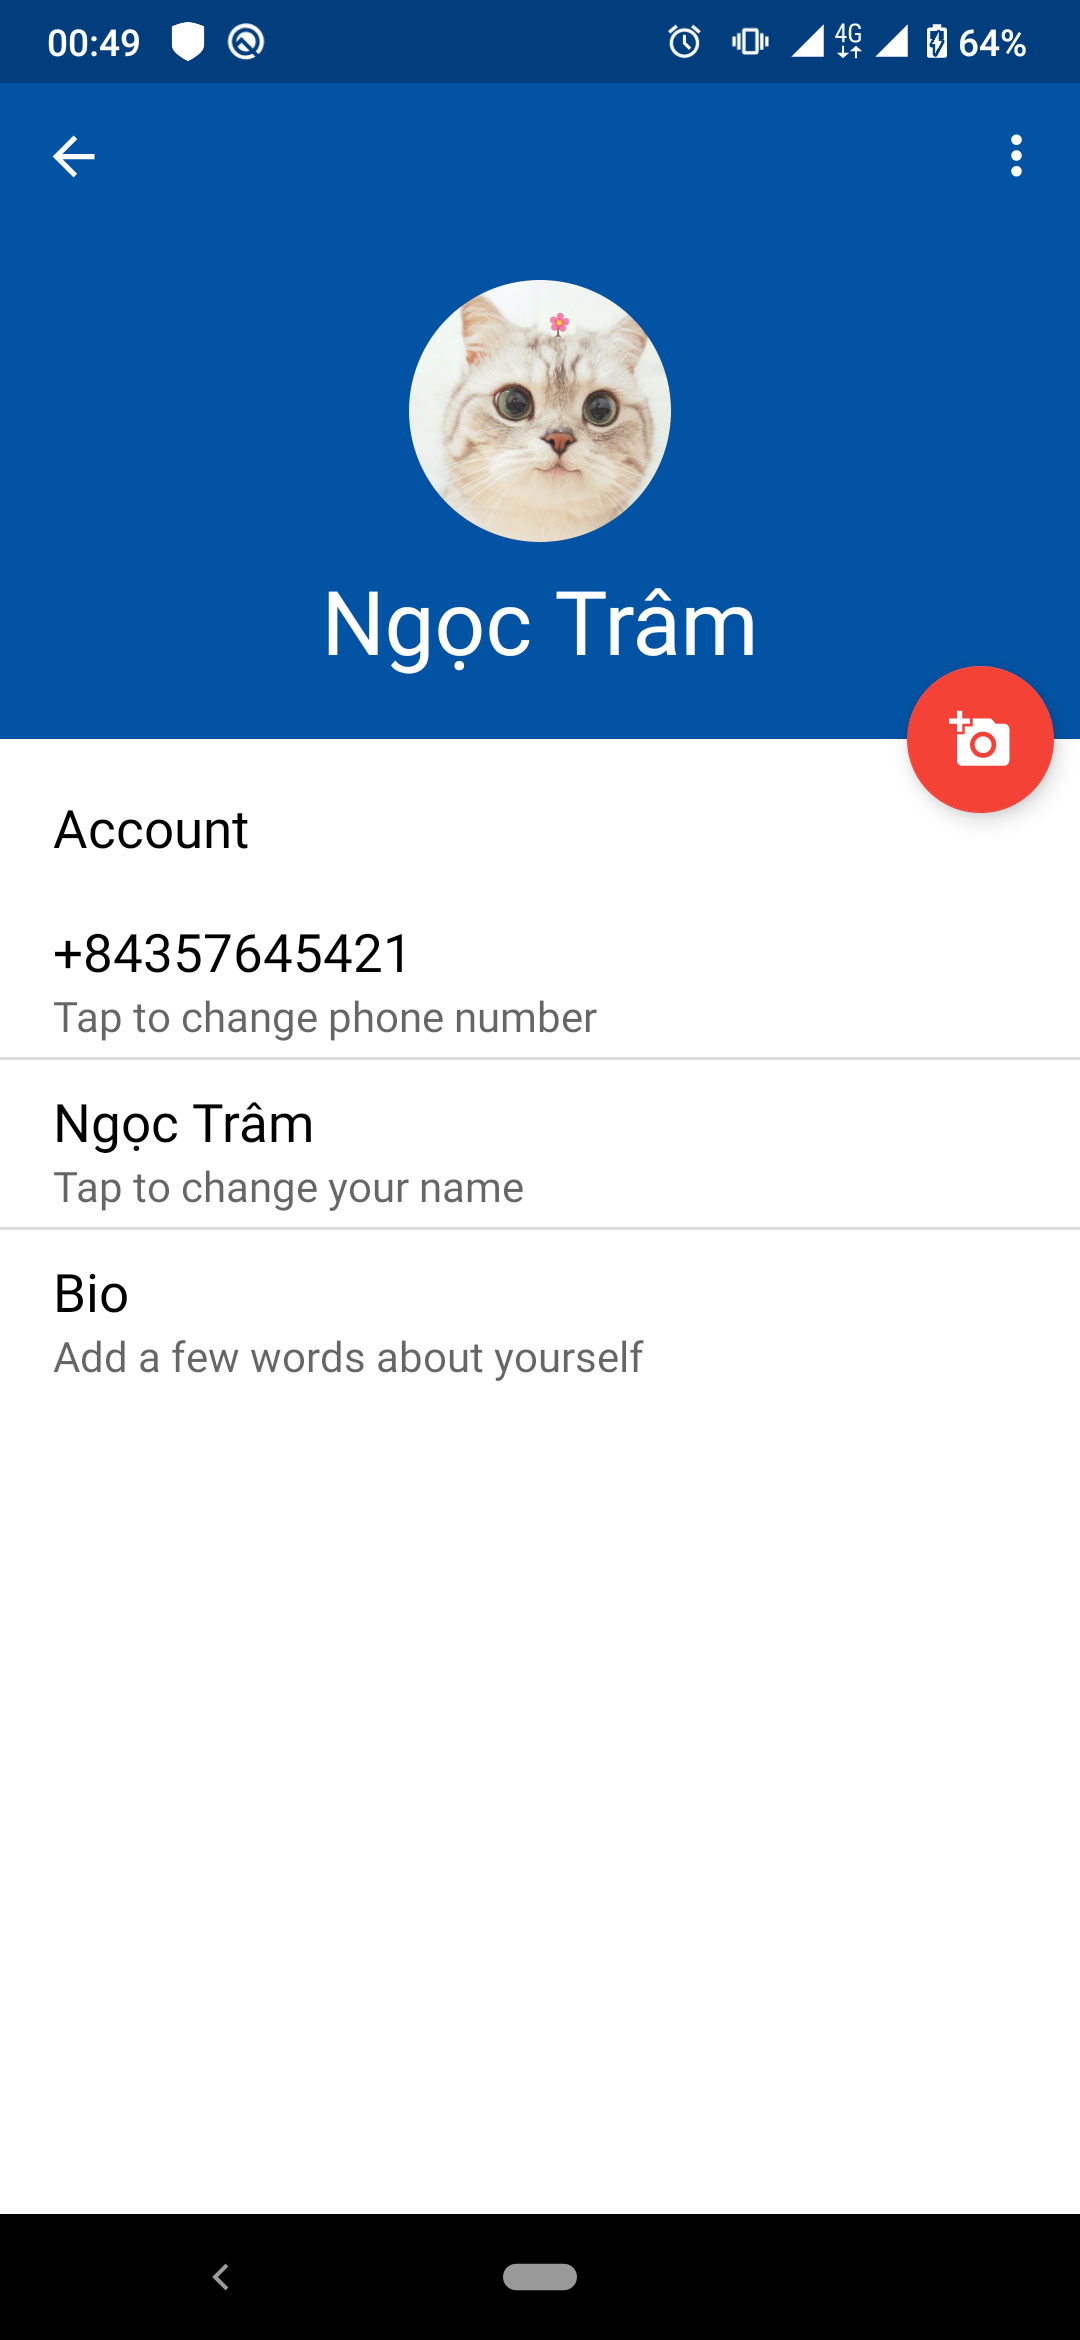 00:49 4G 64%
Ngọc Trâm
Account
+84357645421
Tap to change phone number
Ngọc Trâm
Tap to change your name
Bio
Add a few words about yourself